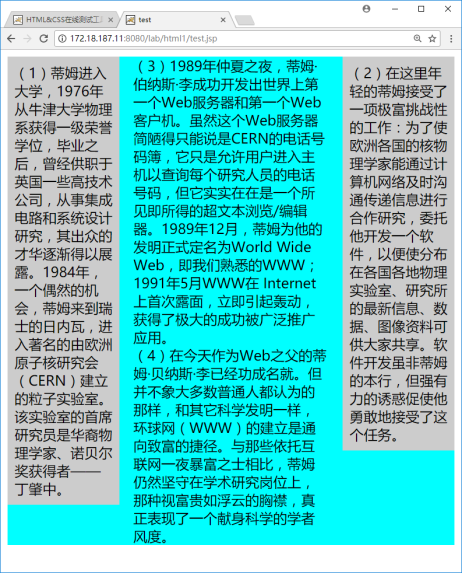 HTML&CSS在线测试工具
test
172.18.187.11:8080/lab/html1/test.jsp
（1）蒂姆进入
大学，1976年
从牛津大学物理
系获得一级荣誉
学位，毕业之
后，曾经供职于
英国一些高技术
公司，从事集成
电路和系统设计
研究，其出众的
才华逐渐得以展
露。1984年，
一个偶然的机
会，蒂姆来到瑞
士的日内瓦，进
入著名的由欧洲
原子核研究会
（CERN）建立
的粒子实验室。
该实验室的首席
研究员是华裔物
理学家、诺贝尔
奖获得者——
丁肇中。
（3）1989年仲夏之夜，蒂姆·
伯纳斯·李成功开发出世界上第
一个Web服务器和第一个Web
客户机。虽然这个Web服务器
简陋得只能说是CERN的电话号
码簿，它只是允许用户进入主
机以查询每个研究人员的电话
号码，但它实实在在是一个所
见即所得的超文本浏览/编辑
器。1989年12月，蒂姆为他的
发明正式定名为World Wide
Web，即我们熟悉的WWW；
1991年5月WWW在 Internet
上首次露面，立即引起轰动，
获得了极大的成功被广泛推广
应用。
（4）在今天作为Web之父的蒂
姆·贝纳斯·李已经功成名就。但
并不象大多数普通人都认为的
那样，和其它科学发明一样，
环球网（WWW）的建立是通
向致富的捷径。与那些依托互
联网一夜暴富之士相比，蒂姆
仍然坚守在学术研究岗位上，
那种视富贵如浮云的胸襟，真
正表现了一个献身科学的学者
风度。
（2）在这里年
轻的蒂姆接受了
一项极富挑战性
的工作：为了使
欧洲各国的核物
理学家能通过计
算机网络及时沟
通传递信息进行
合作研究，委托
他开发一个软
件，以便使分布
在各国各地物理
实验室、研究所
的最新信息、数
据、图像资料可
供大家共享。软
件开发虽非蒂姆
的本行，但强有
力的诱惑促使他
勇敢地接受了这
个任务。